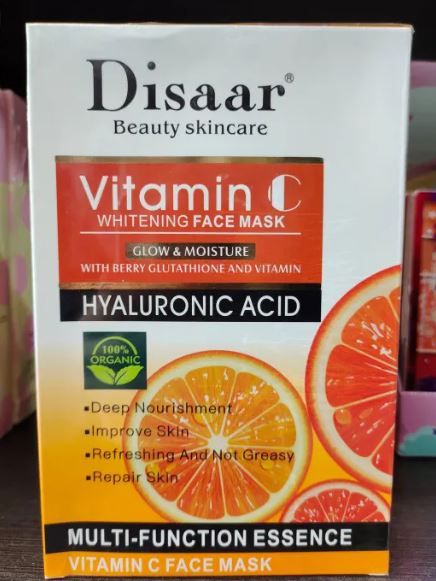 Disaar®
Beauty skincare
Vitamin C
WHITENING FACE MASK
GLOW & MOISTURE
WITH BERRY GLUTATHIONE AND VITAMIN
HYALURONIC ACID
100%
ORGANIC
▪Deep Nourishment
▪Improve Skin
▪Refreshing And Not Greasy
▪Repair Skin
MULTI-FUNCTION ESSENCE
VITAMIN C FACE MASK